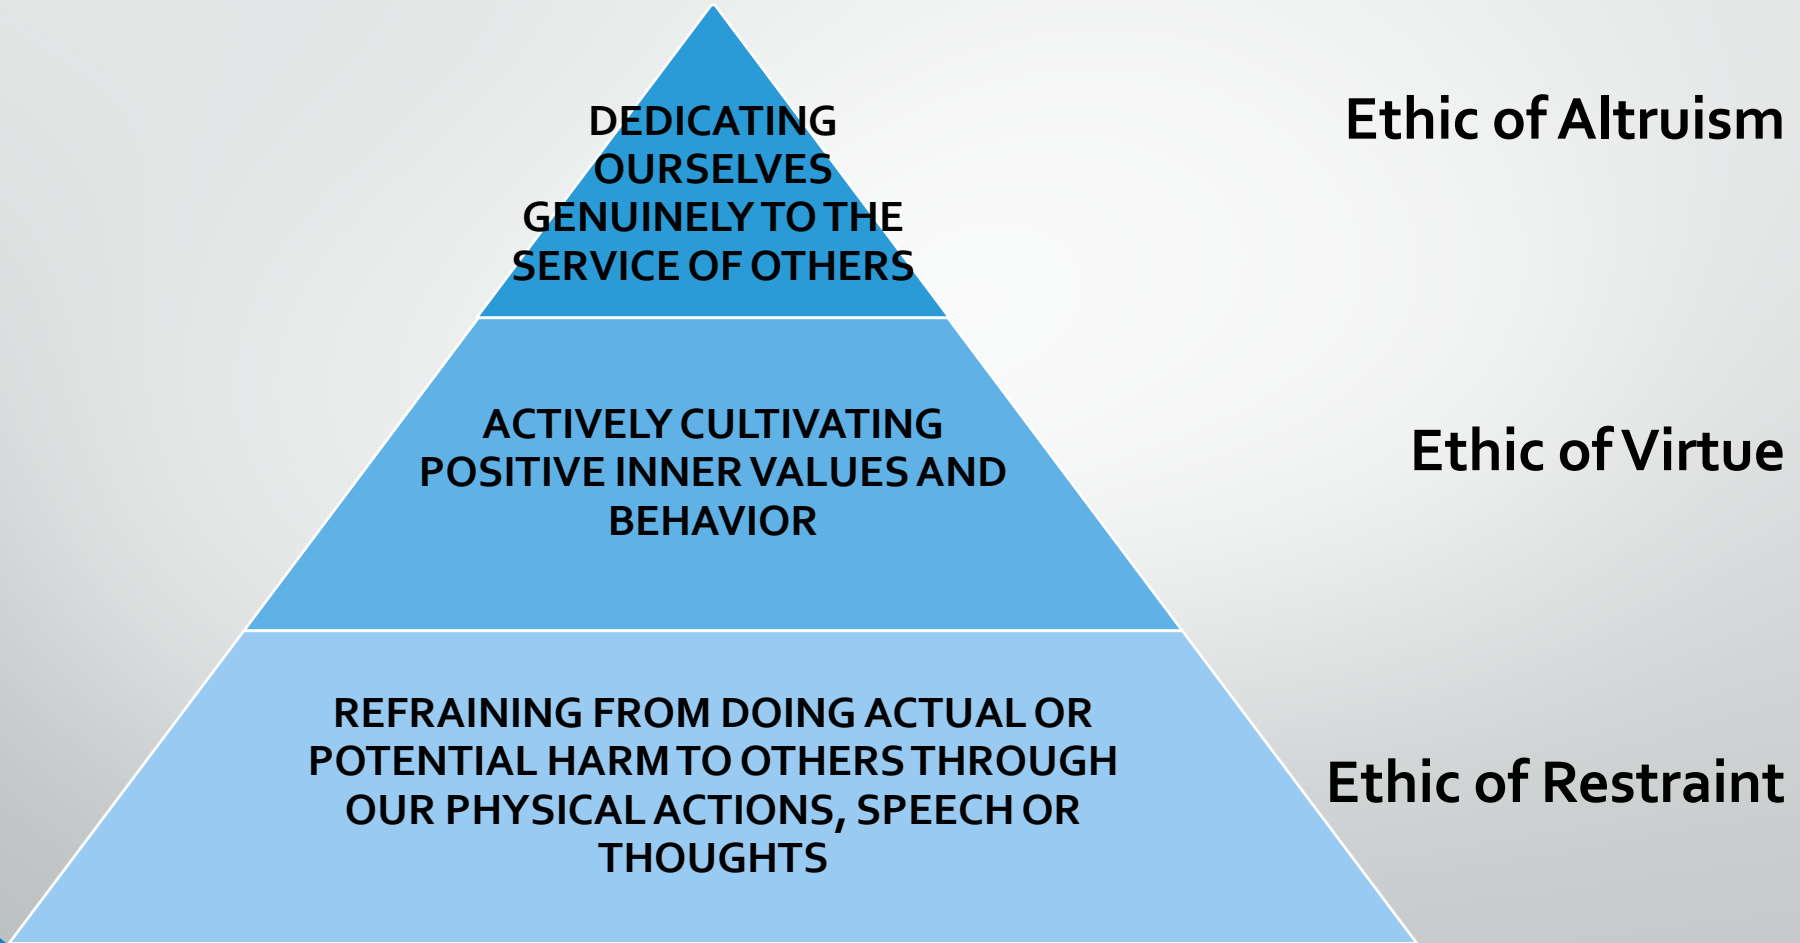 DEDICATING
OURSELVES
GENUINELY TO THE
SERVICE OF OTHERS
Ethic of Altruism
ACTIVELY CULTIVATING
POSITIVE INNER VALUES AND
BEHAVIOR
Ethic of Virtue
REFRAINING FROM DOING ACTUAL OR
POTENTIAL HARM TO OTHERS THROUGH
OUR PHYSICAL ACTIONS, SPEECH OR
THOUGHTS
Ethic of Restraint